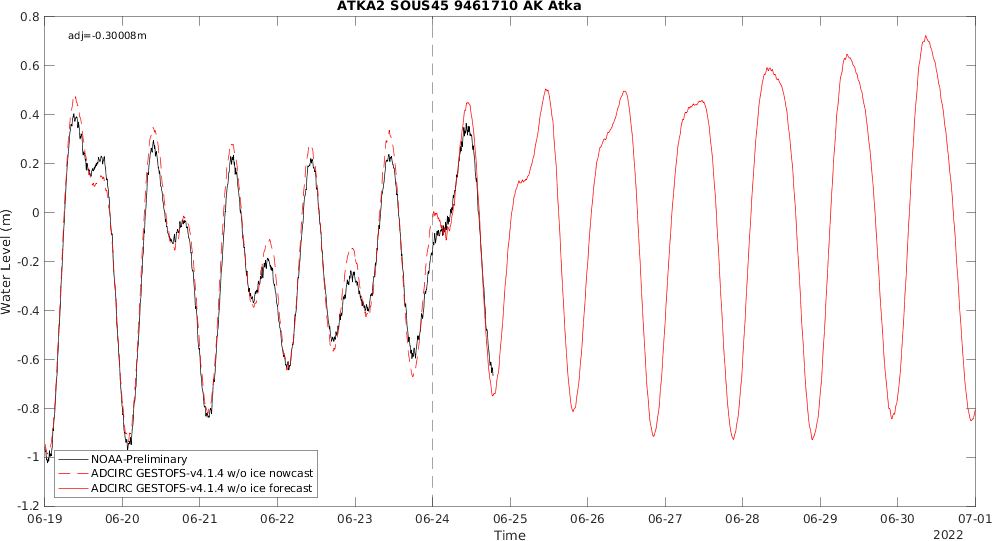 ATKA2 SOUS45 9461710 AK Atka
adj=-0.30008m
0.8
0.6
0.4
0.2
0
-0.2
-0.4
-0.6
-0.8
-1
-1.2
Water Level (m)
NOAA-Preliminary
ADCIRC GESTOFS-v4.1.4 w/o ice nowcast
ADCIRC GESTOFS-v4.1.4 w/o ice forecast
06-19 06-20 06-21 06-22 06-23 06-24 06-25 06-26 06-27 06-28 06-29 06-30 07-01
Time
2022